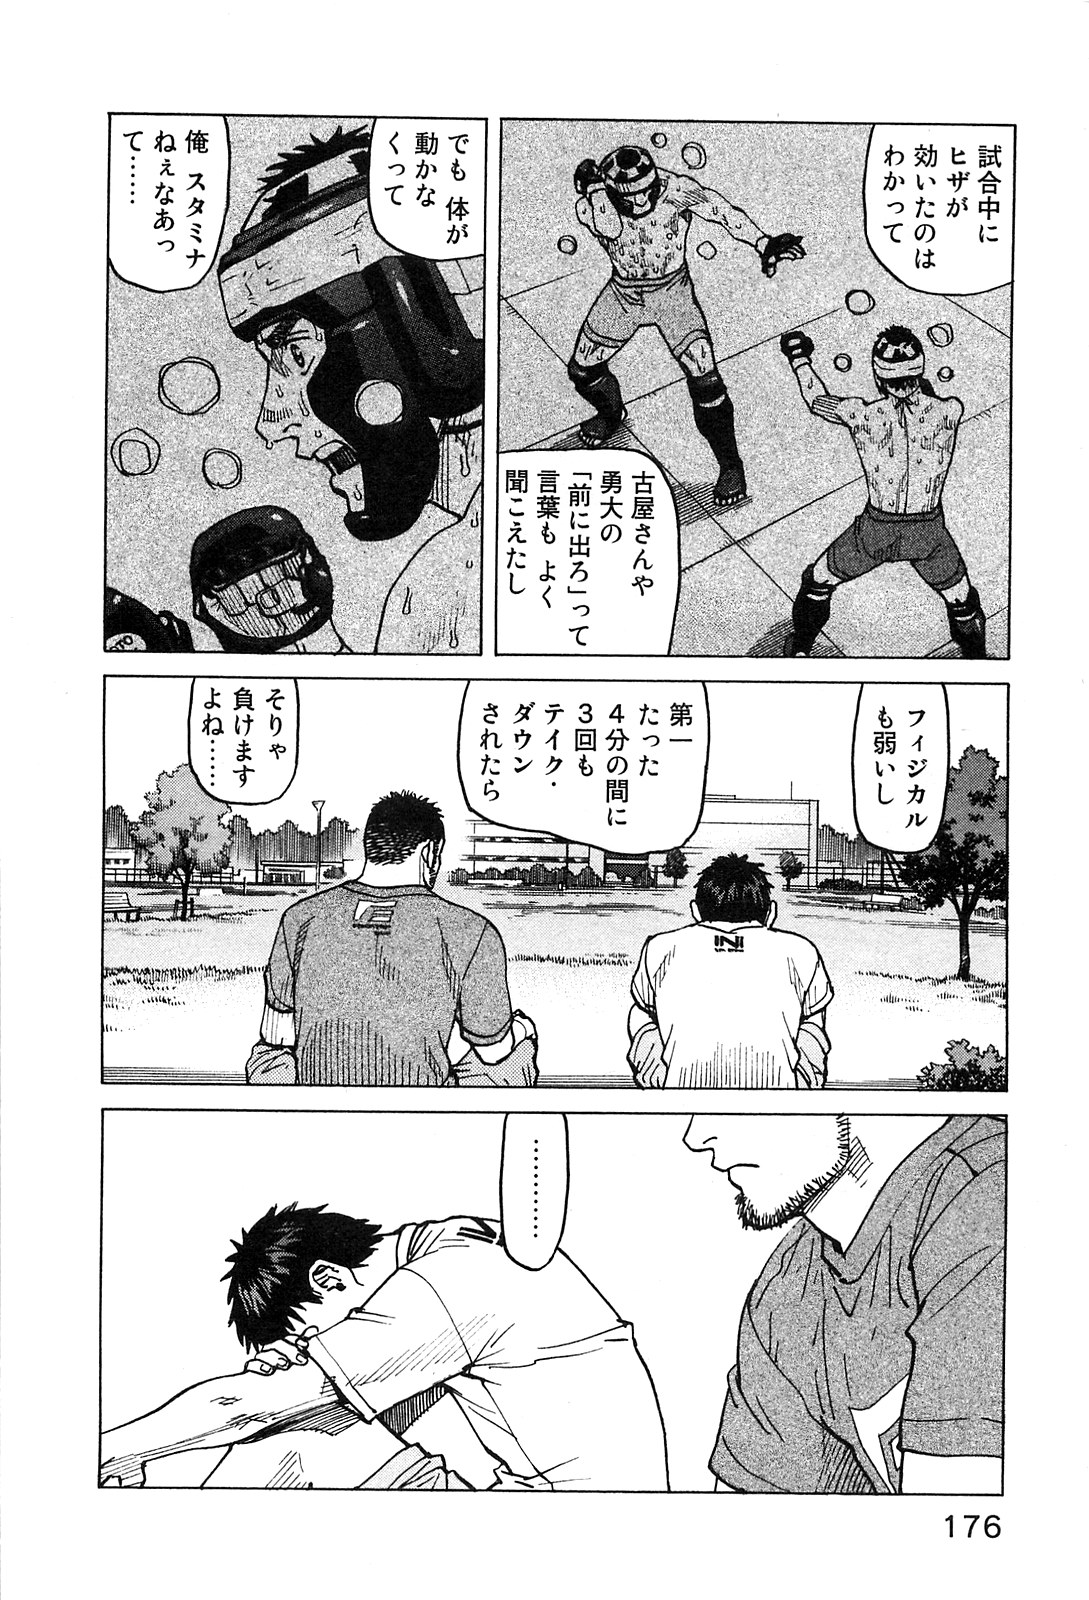 試合中に
ヒザが
効いたのは
わかって
古屋さんや
勇大の
「前に出ろ」って
言葉も よく
聞こえたし
でも 体が
動かな
くって
俺 スタミナ
ねぇなあっ
て……
フィジカル
も弱いし
第一
たった
4分の間に
3回も
テイク・
ダウン
されたら
そりゃ
負けます
よね……
INI
………
176